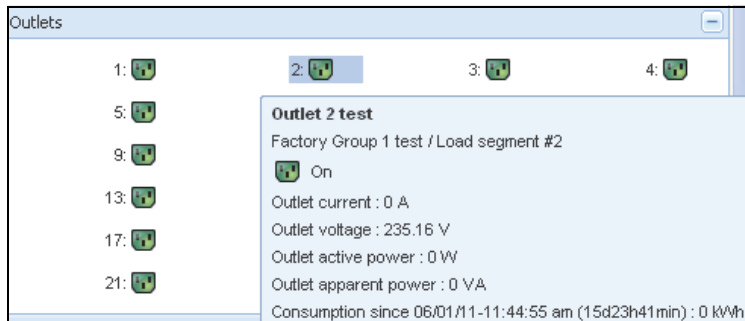 Outlets
1: 2: 3: 4:
5:
Outlet 2 test
Factory Group 1 test / Load segment #2
9:
On
13:
Outlet current : 0 A
Outlet voltage : 235.16 V
17:
Outlet active power : 0 W
21:
Outlet apparent power : 0 VA
Consumption since 06/01/11-11:44:55 am (15d23h41min) : 0 kWh